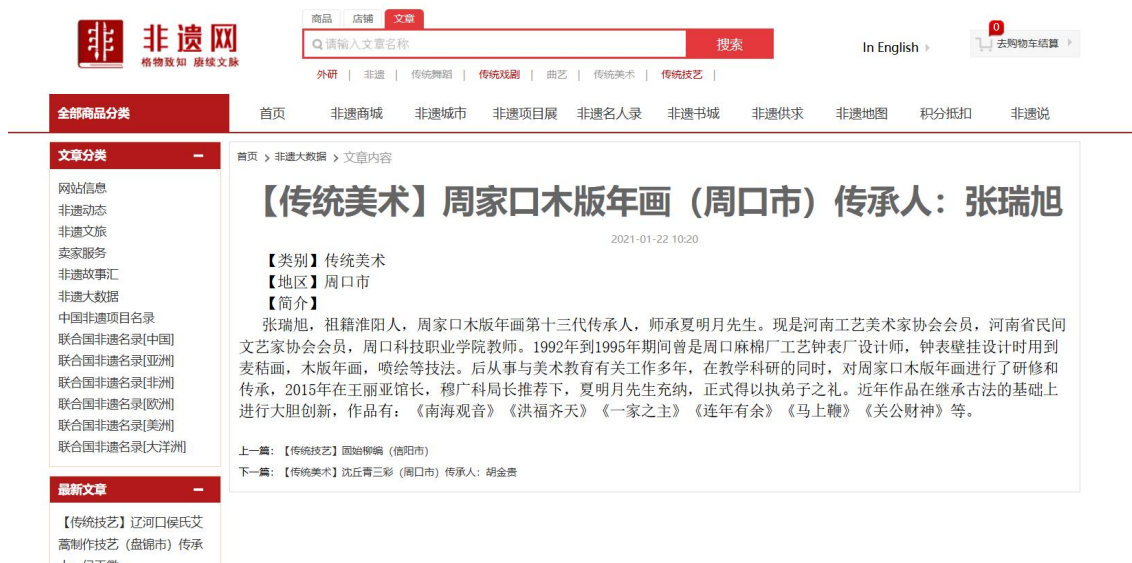 非遗网
格物致知 赓续文脉
商品 店铺 文章
请输入文章名称 搜索
外研 | 非遗 | 传统舞蹈 | 传统戏剧 | 曲艺 | 传统美术 | 传统技艺 |
In English
0
去购物车结算
全部商品分类 首页 非遗商城 非遗城市 非遗项目展 非遗名人录 非遗书城 非遗供求 非遗地图 积分抵扣 非遗说
文章分类
网站信息
非遗动态
非遗文旅
卖家服务
非遗故事汇
非遗大数据
中国非遗项目名录
联合国非遗名录[中国]
联合国非遗名录[亚洲]
联合国非遗名录[非洲]
联合国非遗名录[欧洲]
联合国非遗名录[美洲]
联合国非遗名录[大洋洲]
最新文章
【传统技艺】辽河口侯氏艾
蒿制作技艺（盘锦市）传承
首页 > 非遗大数据 > 文章内容
【传统美术】周家口木版年画（周口市）传承人：张瑞旭
2021-01-22 10:20
【类别】传统美术
【地区】周口市
【简介】
张瑞旭，祖籍淮阳人，周家口木版年画第十三代传承人，师承夏明月先生。现是河南工艺美术家协会会员，河南省民间
文艺家协会会员，周口科技职业学院教师。1992年到1995年期间曾是周口麻棉厂工艺钟表厂设计师，钟表壁挂设计时用到
麦秸画，木版年画，喷绘等技法。后从事与美术教育有关工作多年，在教学科研的同时，对周家口木版年画进行了研修和
传承，2015年在王丽亚馆长，穆广科局长推荐下，夏明月先生充纳，正式得以执弟子之礼。近年作品在继承古法的基础上
进行大胆创新，作品有：《南海观音》《洪福齐天》《一家之主》《连年有余》《马上鞭》《关公财神》等。
上一篇：【传统技艺】固始柳编（信阳市）
下一篇：【传统美术】沈丘青三彩（周口市）传承人：胡金贵